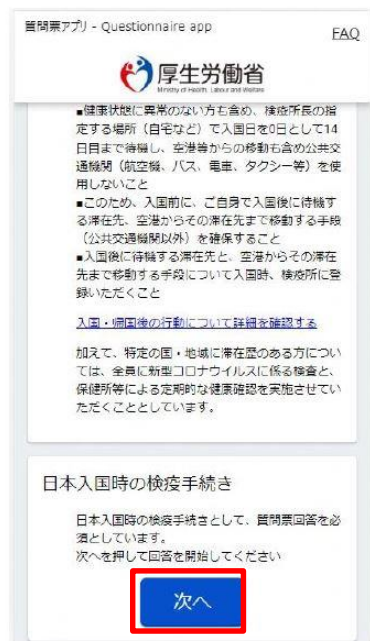 質問票アプリ - Questionnaire app
FAQ
厚生労働省
Ministry of Health, Labour and Welfare
■健康状態に異常のない方も含め、検疫所長の指
定する場所（自宅など）で入国日を0日として14
日目まで待機し、空港等からの移動も含め公共交
通機関（航空機、バス、電車、タクシー等）を使
用しないこと
■このため、入国前に、ご自身で入国後に待機す
る滞在先、空港からその滞在先まで移動する手段
（公共交通機関以外）を確保すること
■入国後に待機する滞在先と、空港からその滞在
先まで移動する手段について入国時、検疫所に登
録いただくこと
入国・帰国後の行動について詳細を確認する
加えて、特定の国・地域に滞在歴のある方につい
ては、全員に新型コロナウイルスに係る検査と、
保健所等による定期的な健康確認を実施させてい
ただくこととしています。
日本入国時の検疫手続き
日本入国時の検疫手続きとして、質問票回答を必
須としています。
次へを押して回答を開始してください
次へ